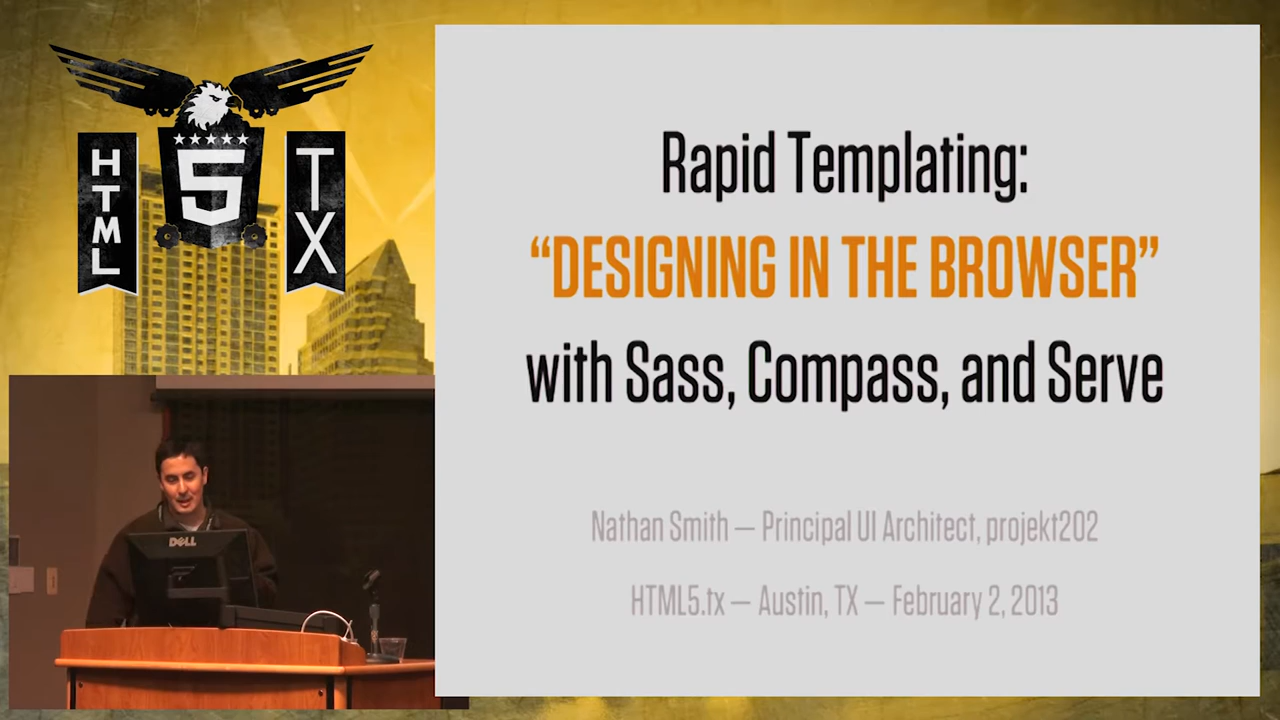 HTML
5
TX
Rapid Templating:
“DESIGNING IN THE BROWSER”
with Sass, Compass, and Serve
Nathan Smith — Principal UI Architect, projekt202
HTML5.tx — Austin, TX — February 2, 2013
DELL